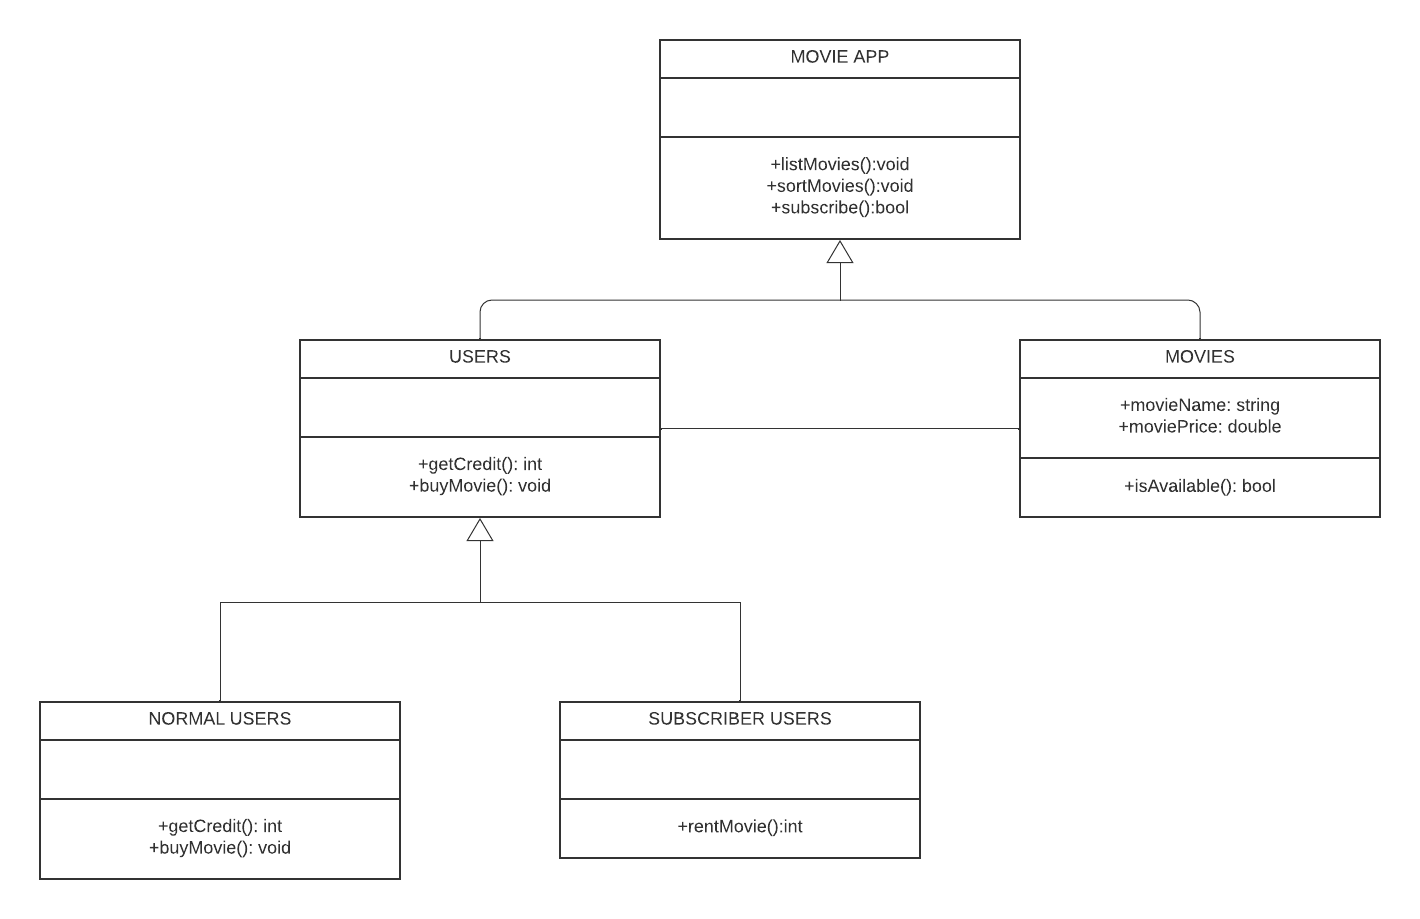 MOVIE APP
+listMovies():void
+sortMovies():void
+subscribe():bool
USERS
+getCredit(): int
+buyMovie(): void
MOVIES
+movieName: string
+moviePrice: double
+isAvailable(): bool
NORMAL USERS
+getCredit(): int
+buyMovie(): void
SUBSCRIBER USERS
+rentMovie():int